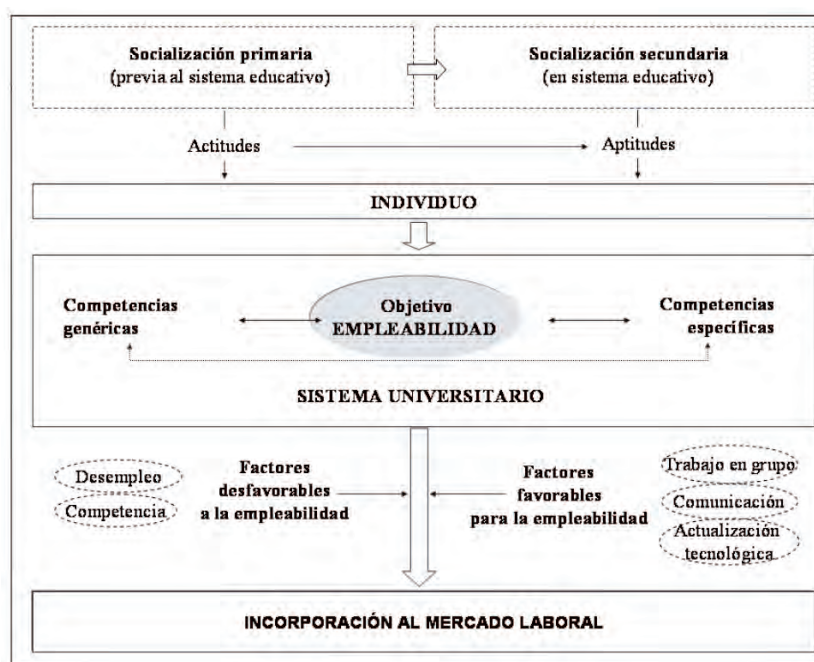 Socialización primaria
(previa al sistema educativo)
Socialización secundaria
(en sistema educativo)
Actitudes
Aptitudes
INDIVIDUO
Competencias
genéricas
Objetivo
EMPLEABILIDAD
Competencias
específicas
SISTEMA UNIVERSITARIO
Desempleo
Competencia
Factores
desfavorables
a la empleabilidad
Factores
favorables
para la empleabilidad
Trabajo en grupo
Comunicación
Actualización
tecnológica
INCORPORACIÓN AL MERCADO LABORAL